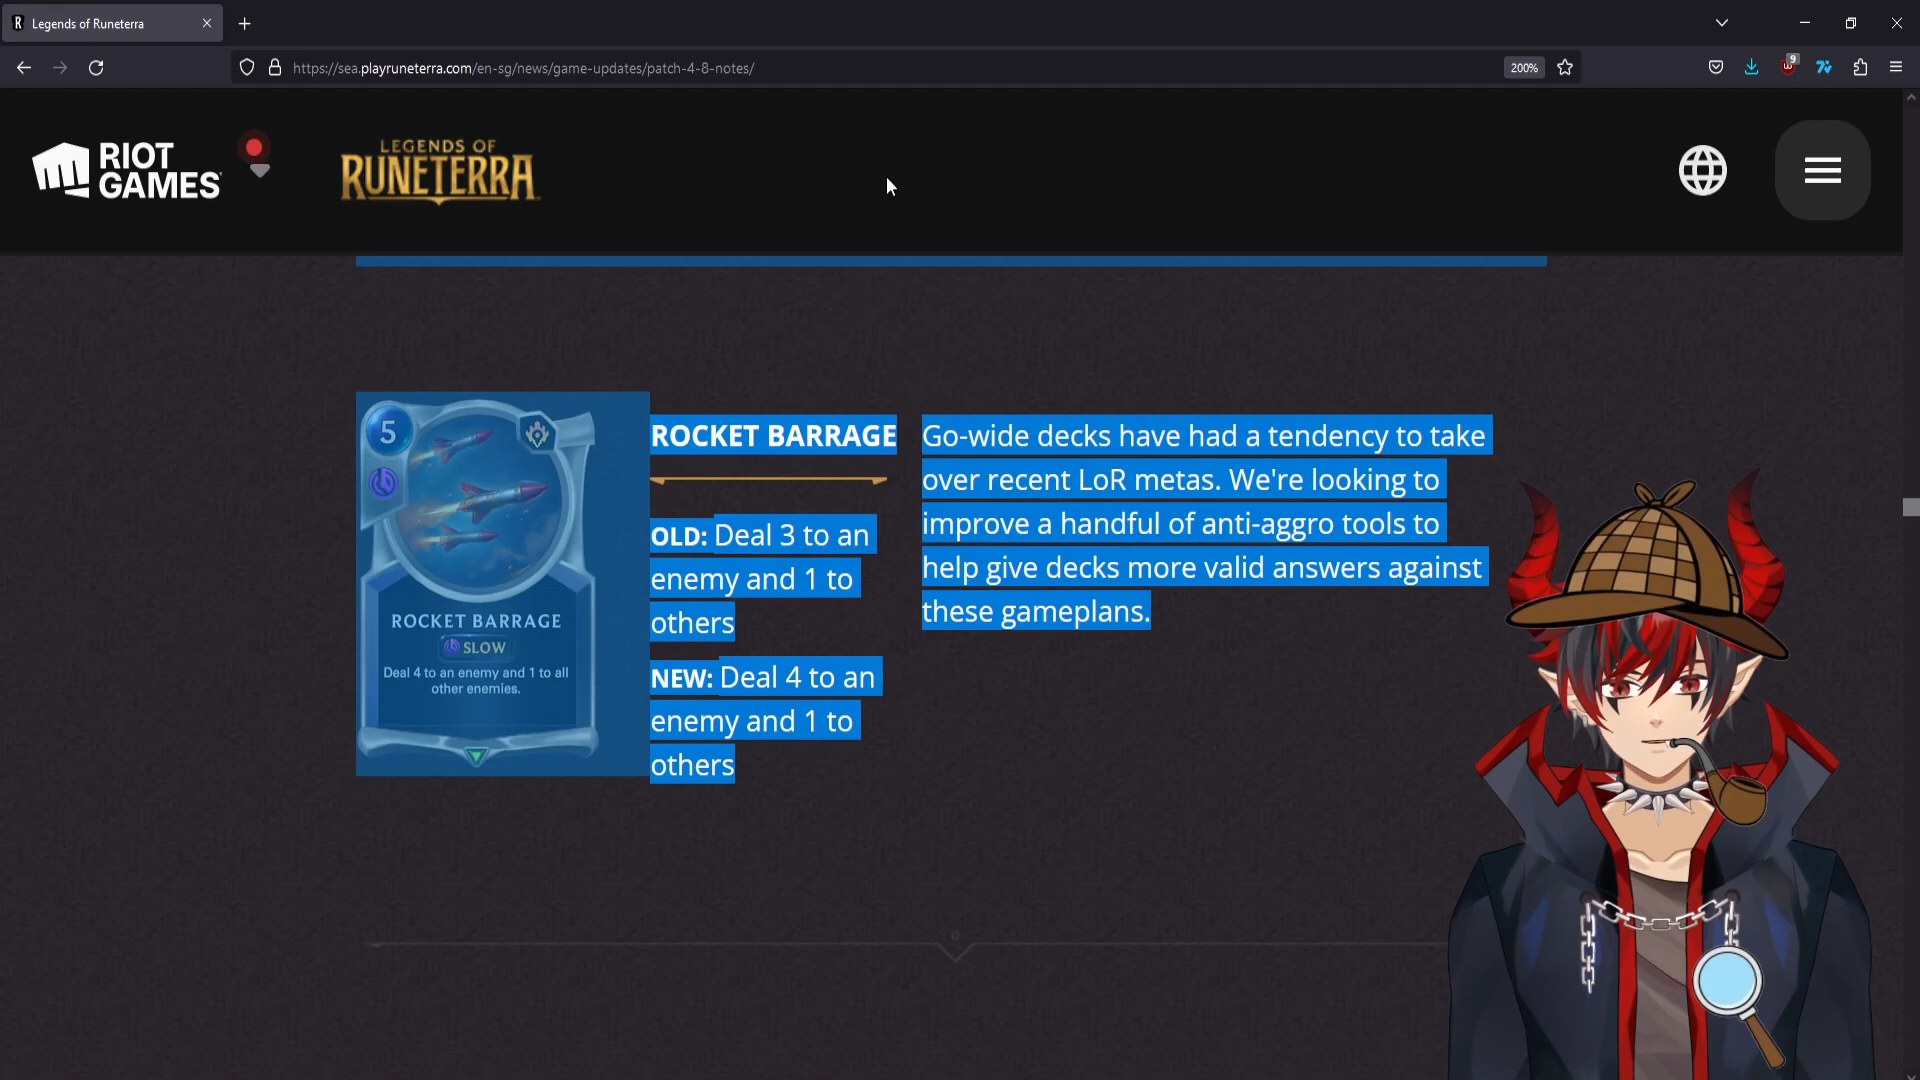 Legends of Runeterra
https://sea.playruneterra.com/en-sg/news/game-updates/patch-4-8-notes/
200%
9
RIOT
GAMES
LEGENDS OF
RUNETERRA
5
ROCKET BARRAGE
SLOW
Deal 4 to an enemy and 1 to all
other enemies.
ROCKET BARRAGE
OLD: Deal 3 to an
enemy and 1 to
others
NEW: Deal 4 to an
enemy and 1 to
others
Go-wide decks have had a tendency to take
over recent LoR metas. We're looking to
improve a handful of anti-aggro tools to
help give decks more valid answers against
these gameplans.